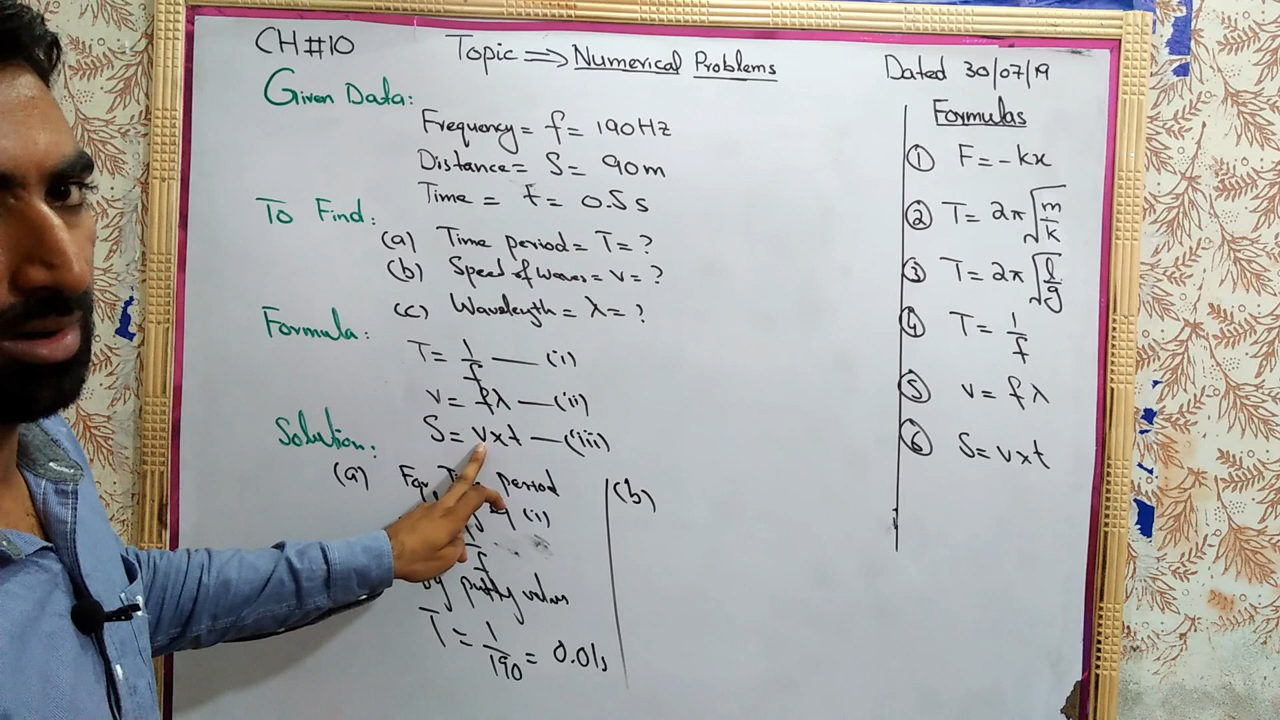 CH#10
Topic ⇒ Numerical Problems
Dated 30/07/19
Given Data:
Frequency = f = 190Hz
Distance = S = 90m
Time = t = 0.5s
To Find:
(a) Time period = T = ?
(b) Speed of waves = v = ?
(c) Wavelength = λ = ?
Formula:
T = 1/f — (i)
v = fλ — (ii)
S = v×t — (iii)
Solution:
(a) For Time period
(i)
f
by putting values
T = 1/190 = 0.01s
(b)
Formulas
① F = -kx
② T = 2π√(m/k)
③ T = 2π√(l/g)
④ T = 1/f
⑤ v = fλ
⑥ S = v×t